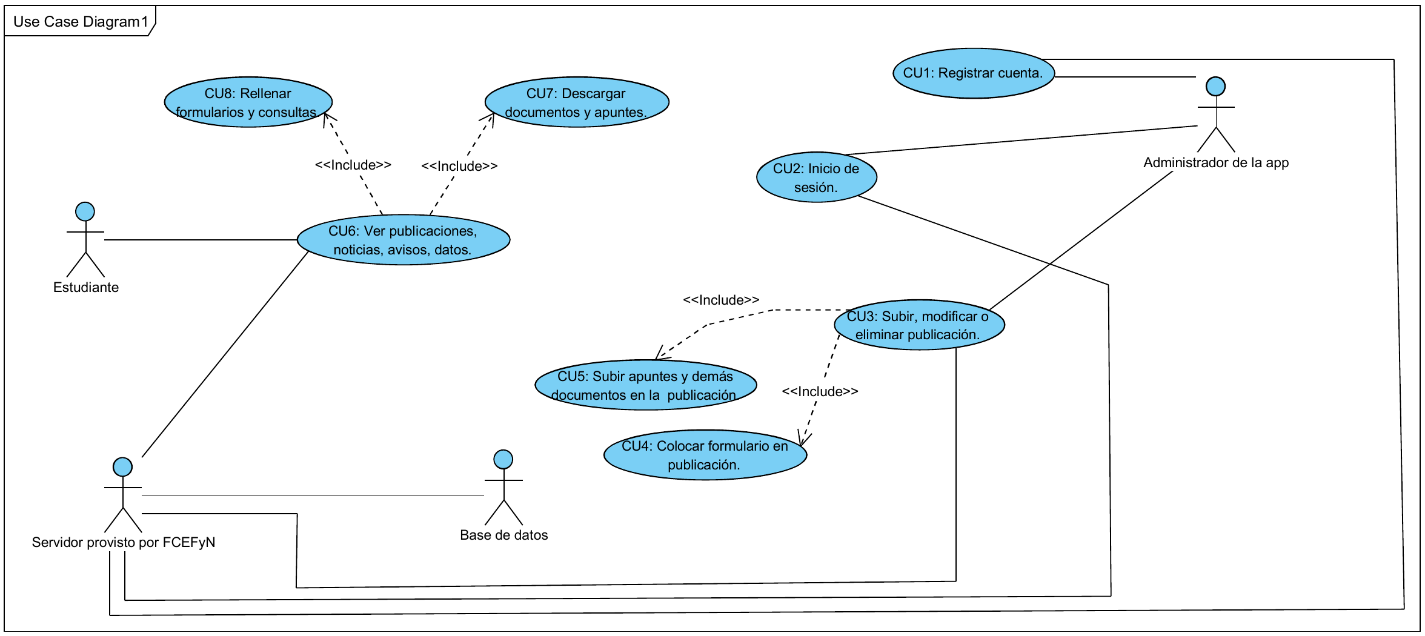 Use Case Diagram1
CU1: Registrar cuenta.
CU8: Rellenar
formularios y consultas.
CU7: Descargar
documentos y apuntes.
<<Include>>
<<Include>>
Administrador de la app
CU2: Inicio de
sesión.
CU6: Ver publicaciones,
noticias, avisos, datos.
Estudiante
<<Include>>
CU3: Subir, modificar o
eliminar publicación.
CU5: Subir apuntes y demás
documentos en la  publicación.
<<Include>>
CU4: Colocar formulario en
publicación.
Base de datos
Servidor provisto por FCEFyN